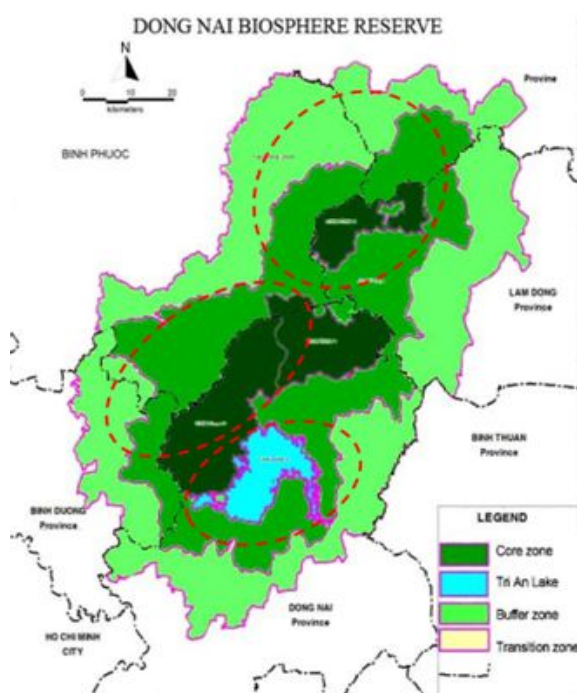 DONG NAI BIOSPHERE RESERVE
N
0 10 20
kilometers
Provine
BINH PHUOC
LAM DONG
Province
BINH THUAN
Province
BINH DUONG
Province
DONG NAI
Province
HO CHI MINH
CITY
LEGEND
Core zone
Tri An Lake
Buffer zone
Transition zone